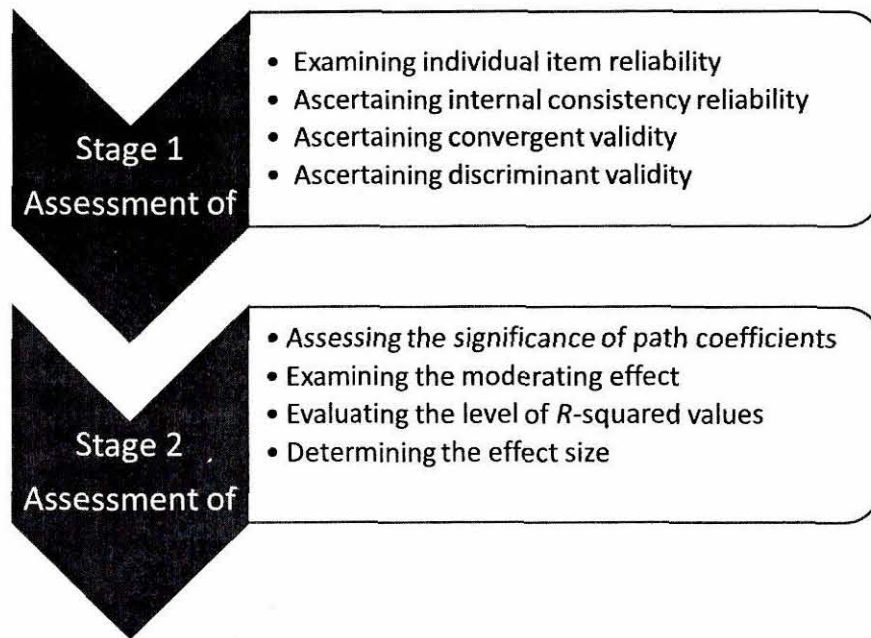 Stage 1
Assessment of
• Examining individual item reliability
• Ascertaining internal consistency reliability
• Ascertaining convergent validity
• Ascertaining discriminant validity
Stage 2
Assessment of
• Assessing the significance of path coefficients
• Examining the moderating effect
• Evaluating the level of R-squared values
• Determining the effect size